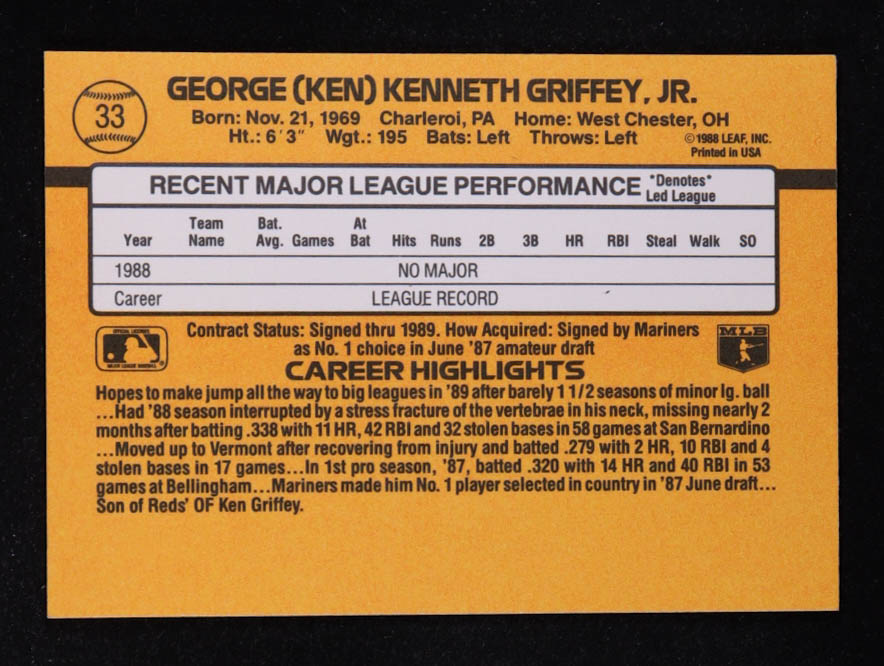 33
GEORGE (KEN) KENNETH GRIFFEY, JR.
Born: Nov. 21, 1969 Charleroi, PA Home: West Chester, OH
Ht.: 6'3" Wgt.: 195 Bats: Left Throws: Left
© 1988 LEAF, INC.
Printed in USA
RECENT MAJOR LEAGUE PERFORMANCE *Denotes* Led League
Year Team Name Bat. Avg. Games At Bat Hits Runs 2B 3B HR RBI Steal Walk SO
1988 NO MAJOR
Career LEAGUE RECORD
OFFICIAL LICENSEE
MAJOR LEAGUE BASEBALL
Contract Status: Signed thru 1989. How Acquired: Signed by Mariners
as No. 1 choice in June '87 amateur draft
MLB
CAREER HIGHLIGHTS
Hopes to make jump all the way to big leagues in '89 after barely 1 1/2 seasons of minor lg. ball
...Had '88 season interrupted by a stress fracture of the vertebrae in his neck, missing nearly 2
months after batting .338 with 11 HR, 42 RBI and 32 stolen bases in 58 games at San Bernardino
...Moved up to Vermont after recovering from injury and batted .279 with 2 HR, 10 RBI and 4
stolen bases in 17 games...In 1st pro season, '87, batted .320 with 14 HR and 40 RBI in 53
games at Bellingham...Mariners made him No. 1 player selected in country in '87 June draft...
Son of Reds' OF Ken Griffey.